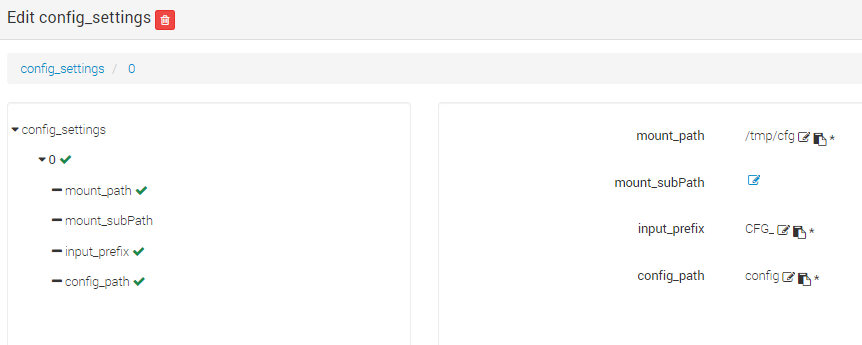 Edit config_settings
config_settings / 0
config_settings
0
mount_path
mount_subPath
input_prefix
config_path
mount_path /tmp/cfg *
mount_subPath
input_prefix CFG_ *
config_path config *